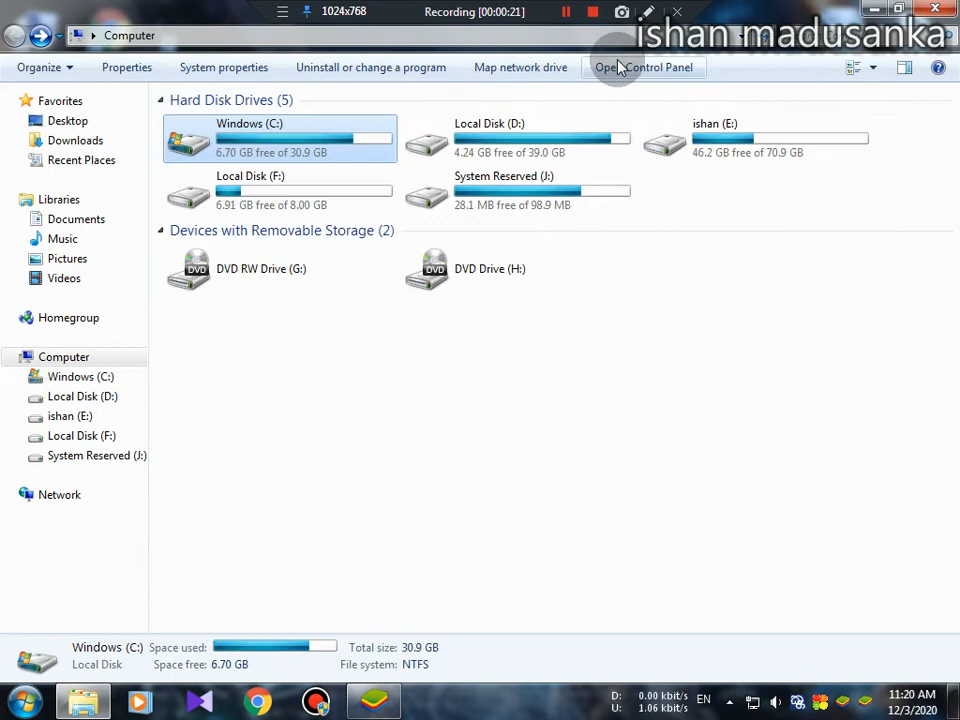 1024x768 Recording [00:00:21]
ishan madusanka
Computer
Organize Properties System properties Uninstall or change a program Map network drive Open Control Panel
Favorites
Desktop
Downloads
Recent Places
Libraries
Documents
Music
Pictures
Videos
Homegroup
Computer
Windows (C:)
Local Disk (D:)
ishan (E:)
Local Disk (F:)
System Reserved (J:)
Network
Hard Disk Drives (5)
Windows (C:)
6.70 GB free of 30.9 GB
Local Disk (D:)
4.24 GB free of 39.0 GB
ishan (E:)
46.2 GB free of 70.9 GB
Local Disk (F:)
6.91 GB free of 8.00 GB
System Reserved (J:)
28.1 MB free of 98.9 MB
Devices with Removable Storage (2)
DVD DVD RW Drive (G:)
DVD DVD Drive (H:)
Windows (C:) Space used: Total size: 30.9 GB
Local Disk Space free: 6.70 GB File system: NTFS
D: 0.00 kbit/s
U: 1.06 kbit/s
EN
11:20 AM
12/3/2020